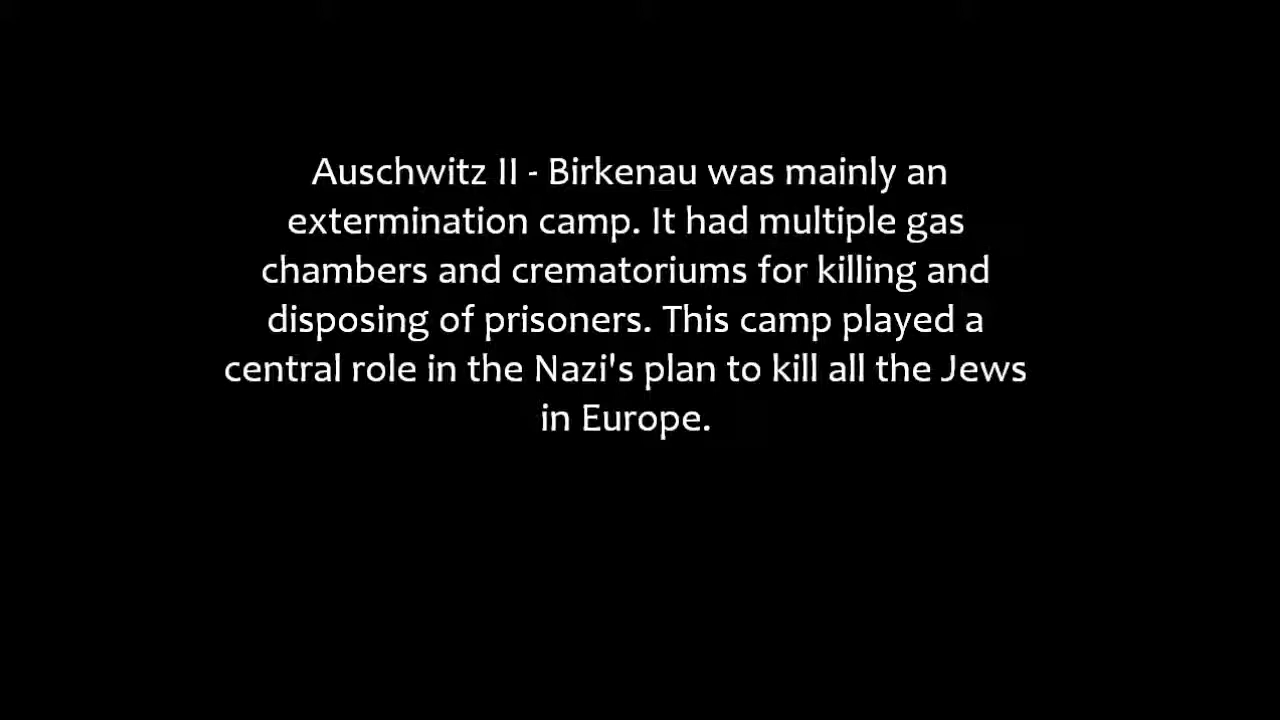 Auschwitz II - Birkenau was mainly an
extermination camp. It had multiple gas
chambers and crematoriums for killing and
disposing of prisoners. This camp played a
central role in the Nazi's plan to kill all the Jews
in Europe.